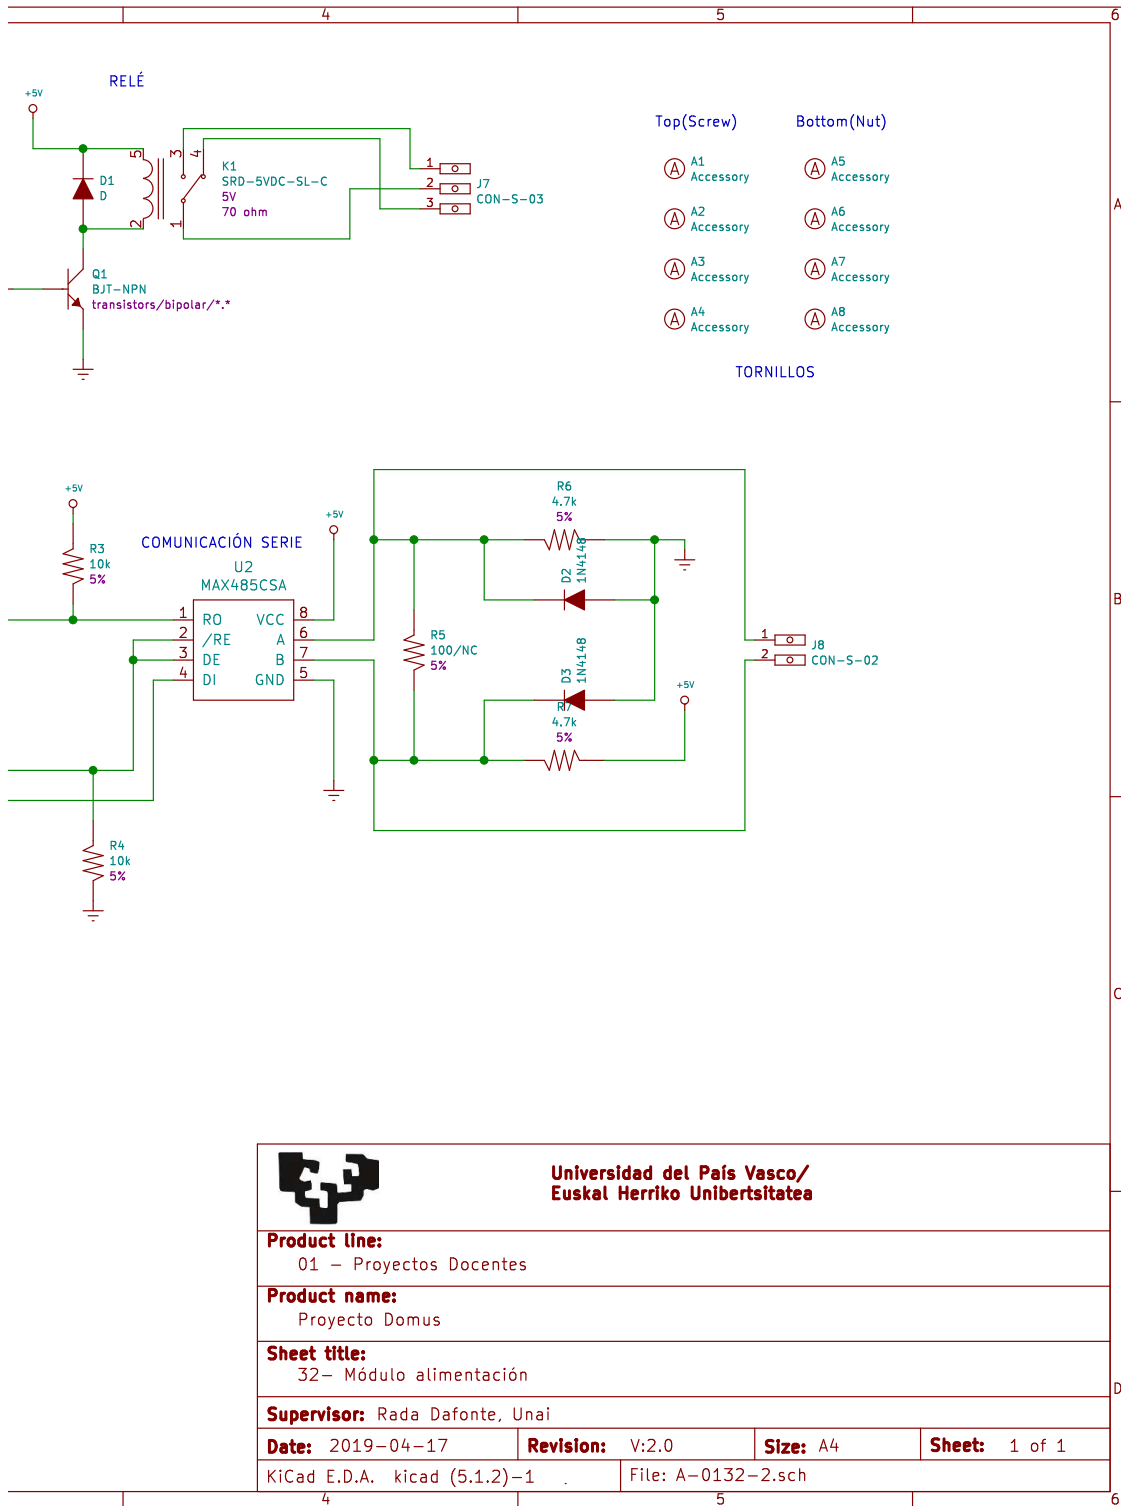 4
5
6
RELÉ
+5V
Top(Screw)
Bottom(Nut)
5
3
4
K1
SRD-5VDC-SL-C
5V
70 ohm
D1
D
2
1
1
2
3
J7
CON-S-03
A1
Accessory
A5
Accessory
A2
Accessory
A6
Accessory
A3
Accessory
A7
Accessory
A4
Accessory
A8
Accessory
A
A
A
A
A
A
A
A
A
Q1
BJT-NPN
transistors/bipolar/*.*
TORNILLOS
+5V
R3
10k
5%
COMUNICACIÓN SERIE
U2
MAX485CSA
+5V
1
RO
VCC
8
2
/RE
A
6
3
DE
B
7
4
DI
GND
5
R6
4.7k
5%
D2
1N4148
R5
100/NC
5%
D3
1N4148
R7
4.7k
5%
+5V
1
2
J8
CON-S-02
B
R4
10k
5%
C
Universidad del País Vasco/
Euskal Herriko Unibertsitatea
Product line:
01 - Proyectos Docentes
Product name:
Proyecto Domus
Sheet title:
32- Módulo alimentación
D
Supervisor: Rada Dafonte, Unai
Date: 2019-04-17
Revision: V:2.0
Size: A4
Sheet: 1 of 1
KiCad E.D.A. kicad (5.1.2)-1
File: A-0132-2.sch
4
5
6